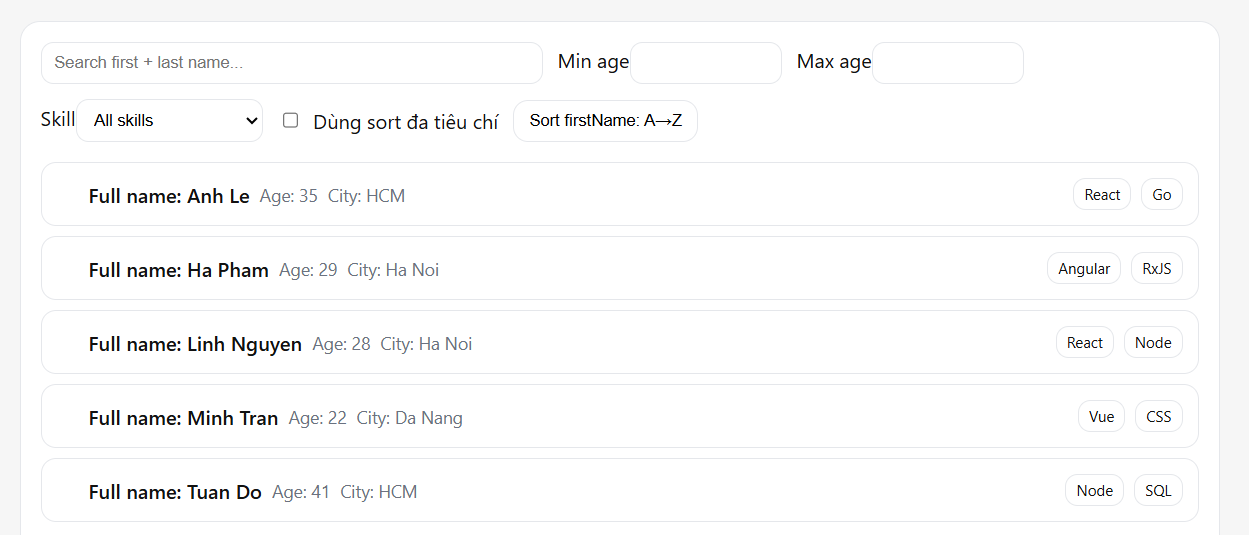 Search first + last name... Min age Max age
Skill All skills Dùng sort đa tiêu chí Sort firstName: A→Z
Full name: Anh Le Age: 35 City: HCM React Go
Full name: Ha Pham Age: 29 City: Ha Noi Angular RxJS
Full name: Linh Nguyen Age: 28 City: Ha Noi React Node
Full name: Minh Tran Age: 22 City: Da Nang Vue CSS
Full name: Tuan Do Age: 41 City: HCM Node SQL